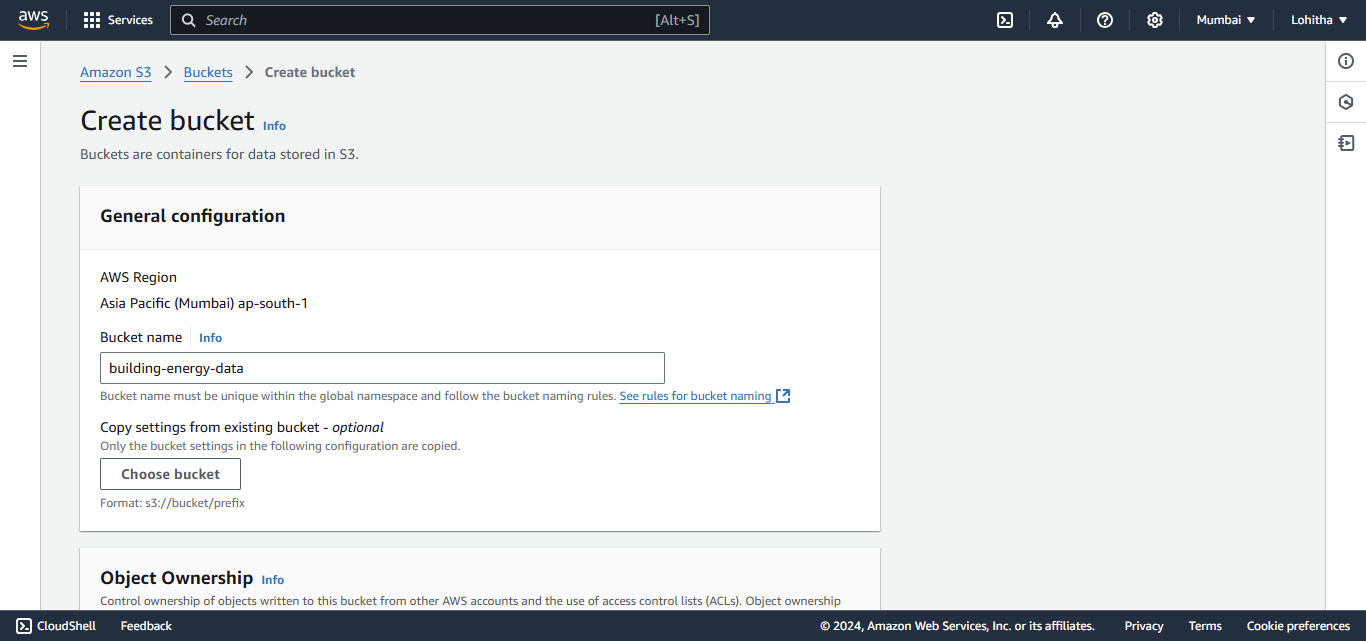 aws Services Search [Alt+S] Mumbai Lohitha
Amazon S3 Buckets Create bucket
Create bucket Info
Buckets are containers for data stored in S3.
General configuration
AWS Region
Asia Pacific (Mumbai) ap-south-1
Bucket name Info
building-energy-data
Bucket name must be unique within the global namespace and follow the bucket naming rules. See rules for bucket naming
Copy settings from existing bucket - optional
Only the bucket settings in the following configuration are copied.
Choose bucket
Format: s3://bucket/prefix
Object Ownership Info
Control ownership of objects written to this bucket from other AWS accounts and the use of access control lists (ACLs). Object ownership
CloudShell Feedback © 2024, Amazon Web Services, Inc. or its affiliates. Privacy Terms Cookie preferences